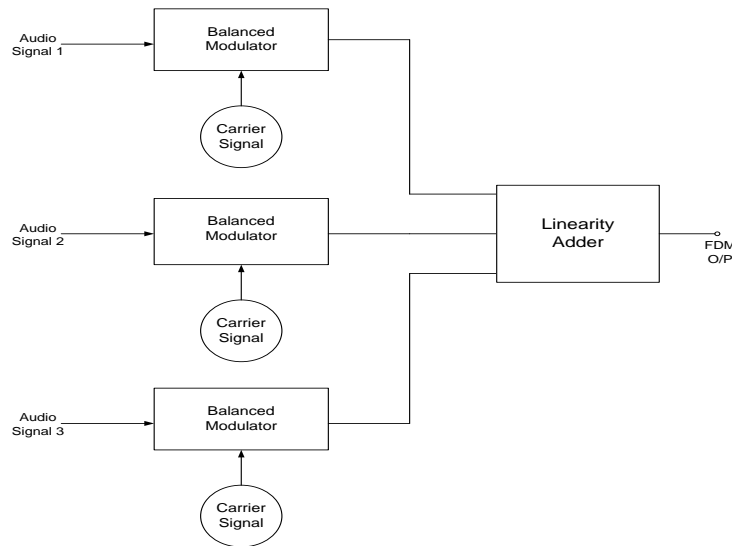 Audio
Signal 1
Balanced
Modulator
Carrier
Signal
Audio
Signal 2
Balanced
Modulator
Carrier
Signal
Linearity
Adder
FDM
O/P
Audio
Signal 3
Balanced
Modulator
Carrier
Signal